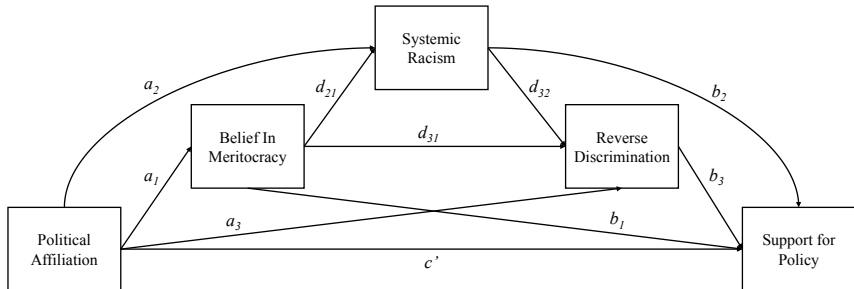 Systemic
Racism
a2
b2
d21
d32
Belief In
Meritocracy
d31
Reverse
Discrimination
a1
b3
a3
b1
Political
Affiliation
c’
Support for
Policy